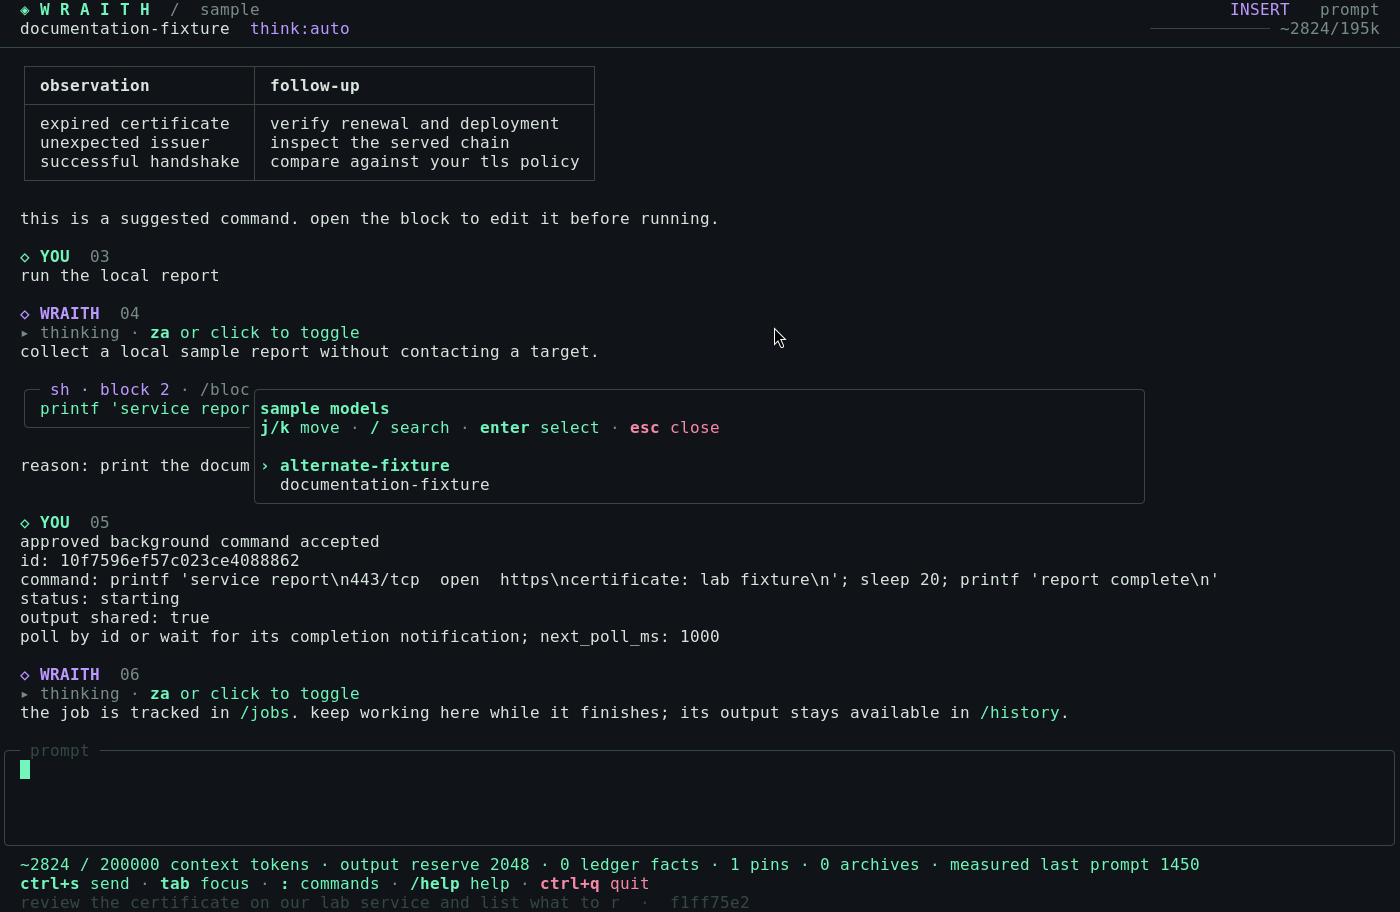 ◈ W R A I T H / sample INSERT prompt
documentation-fixture think:auto ~2824/195k
observation follow-up
expired certificate verify renewal and deployment
unexpected issuer inspect the served chain
successful handshake compare against your tls policy
this is a suggested command. open the block to edit it before running.
◇ YOU 03
run the local report
◇ WRAITH 04
▸ thinking · za or click to toggle
collect a local sample report without contacting a target.
sh · block 2 · /bloc
printf 'service repor
sample models
j/k move · / search · enter select · esc close
reason: print the docum
› alternate-fixture
documentation-fixture
◇ YOU 05
approved background command accepted
id: 10f7596ef57c023ce4088862
command: printf 'service report\n443/tcp  open  https\ncertificate: lab fixture\n'; sleep 20; printf 'report complete\n'
status: starting
output shared: true
poll by id or wait for its completion notification; next_poll_ms: 1000
◇ WRAITH 06
▸ thinking · za or click to toggle
the job is tracked in /jobs. keep working here while it finishes; its output stays available in /history.
prompt
~2824 / 200000 context tokens · output reserve 2048 · 0 ledger facts · 1 pins · 0 archives · measured last prompt 1450
ctrl+s send · tab focus · : commands · /help help · ctrl+q quit
review the certificate on our lab service and list what to r · f1ff75e2